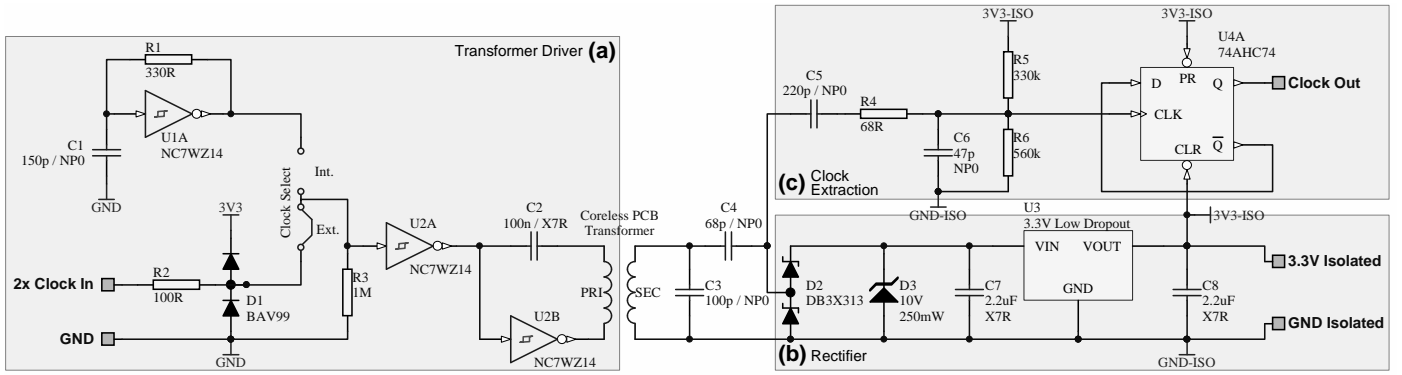 Transformer Driver (a)
R1
330R
C1
150p / NP0
U1A
NC7WZ14
GND
Clock Select
Int.
Ext.
3V3
2x Clock In
R2
100R
D1
BAV99
GND
GND
R3
1M
U2A
NC7WZ14
C2
100n / X7R
U2B
NC7WZ14
Coreless PCB
Transformer
PRI
SEC
C3
100p / NP0
C4
68p / NP0
C5
220p / NP0
R4
68R
C6
47p
NP0
3V3-ISO
R5
330k
R6
560k
GND-ISO
(c) Clock
Extraction
3V3-ISO
U4A
74AHC74
D
PR
Q
CLK
CLR
Q
Clock Out
3V3-ISO
D2
DB3X313
D3
10V
250mW
C7
2.2uF
X7R
U3
3.3V Low Dropout
VIN
VOUT
GND
C8
2.2uF
X7R
3.3V Isolated
GND Isolated
GND-ISO
(b) Rectifier